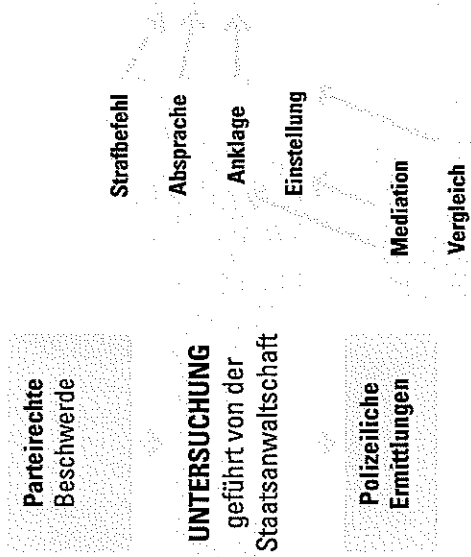 Parteirechte
Beschwerde
UNTERSUCHUNG
geführt von der
Staatsanwaltschaft
Polizeiliche
Ermittlungen
Strafbefehl
Absprache
Anklage
Einstellung
Mediation
Vergleich